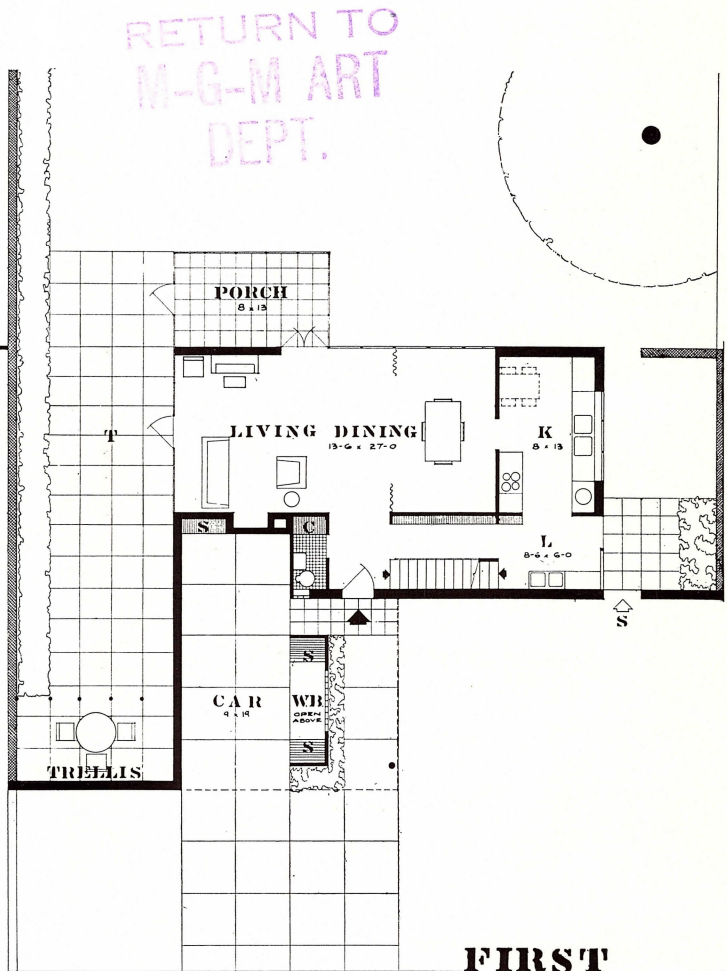 RETURN TO
M-G-M ART
DEPT.
PORCH
8 x 13
T
LIVING DINING
13-6 x 27-0
K
8 x 13
S
C
L
8-6 x 6-0
S
S
CAR
9 x 19
WB
OPEN
ABOVE
S
TRELLIS
FIRST